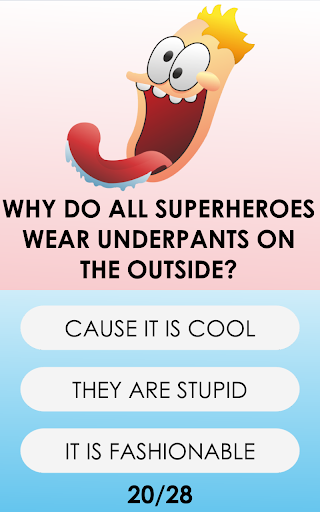 WHY DO ALL SUPERHEROES
WEAR UNDERPANTS ON
THE OUTSIDE?
CAUSE IT IS COOL
THEY ARE STUPID
IT IS FASHIONABLE
20/28